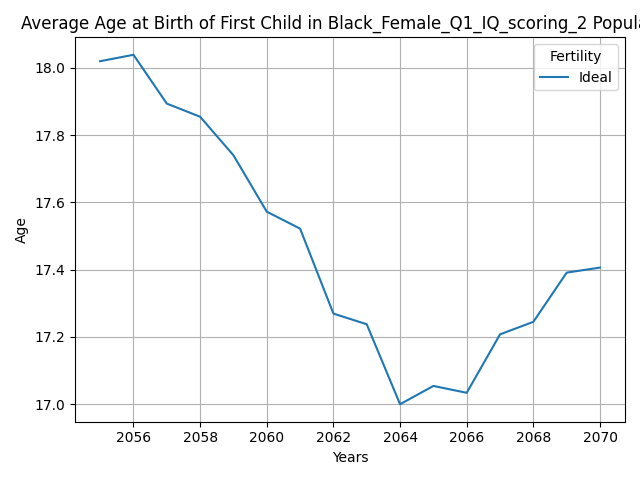 Average Age at Birth of First Child in Black_Female_Q1_IQ_scoring_2 Popula
Fertility
Ideal
Age
18.0
17.8
17.6
17.4
17.2
17.0
2056 2058 2060 2062 2064 2066 2068 2070
Years